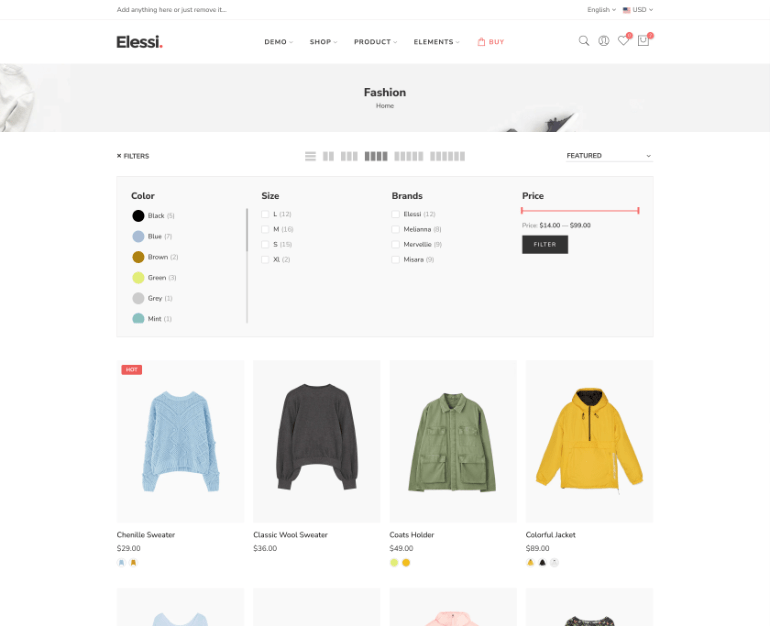 Add anything here or just remove it...
English
USD
Elessi.
DEMO
SHOP
PRODUCT
ELEMENTS
BUY
Fashion
Home
× FILTERS
FEATURED
Color
Black (5)
Blue (7)
Brown (2)
Green (3)
Grey (1)
Mint (1)
Size
L (12)
M (16)
S (15)
XL (2)
Brands
Elessi (12)
Melianna (8)
Mervellie (9)
Misara (9)
Price
Price: $14.00 — $99.00
FILTER
HOT
Chenille Sweater
$29.00
Classic Wool Sweater
$36.00
Coats Holder
$49.00
Colorful Jacket
$89.00